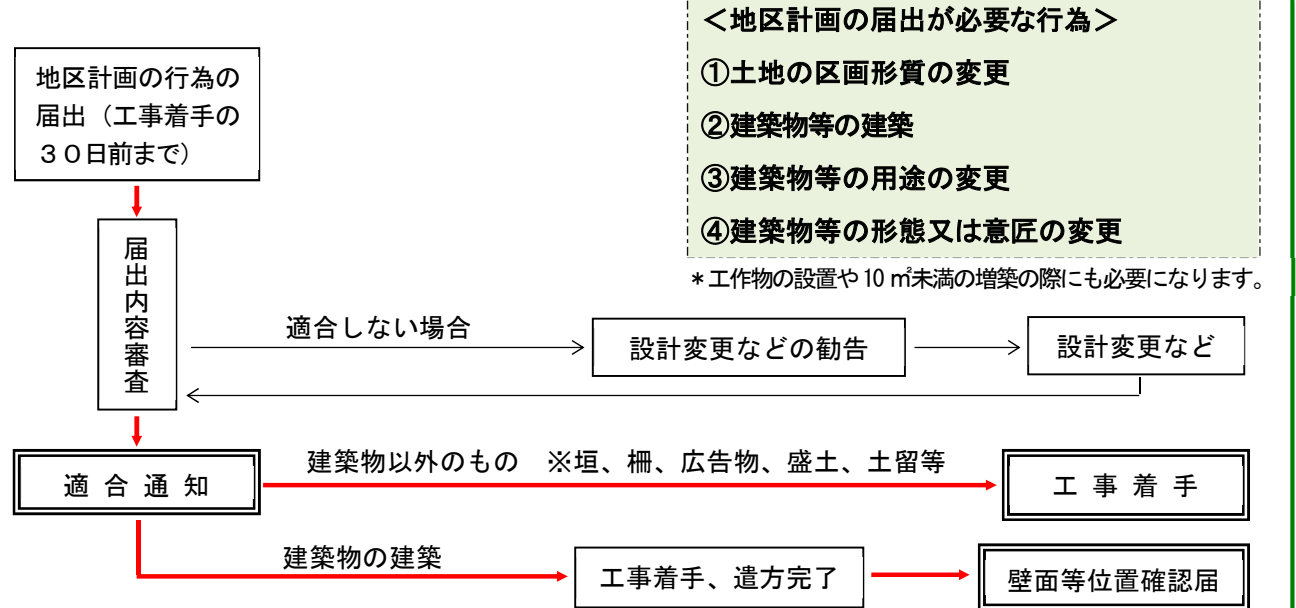 ＜地区計画の届出が必要な行為＞
①土地の区画形質の変更
②建築物等の建築
③建築物等の用途の変更
④建築物等の形態又は意匠の変更
＊工作物の設置や10㎡未満の増築の際にも必要になります。
地区計画の行為の
届出（工事着手の
３０日前まで）
届出内容審査
適合しない場合
設計変更などの勧告
設計変更など
適合通知
建築物以外のもの　※垣、柵、広告物、盛土、土留等
工事着手
建築物の建築
工事着手、遣方完了
壁面等位置確認届